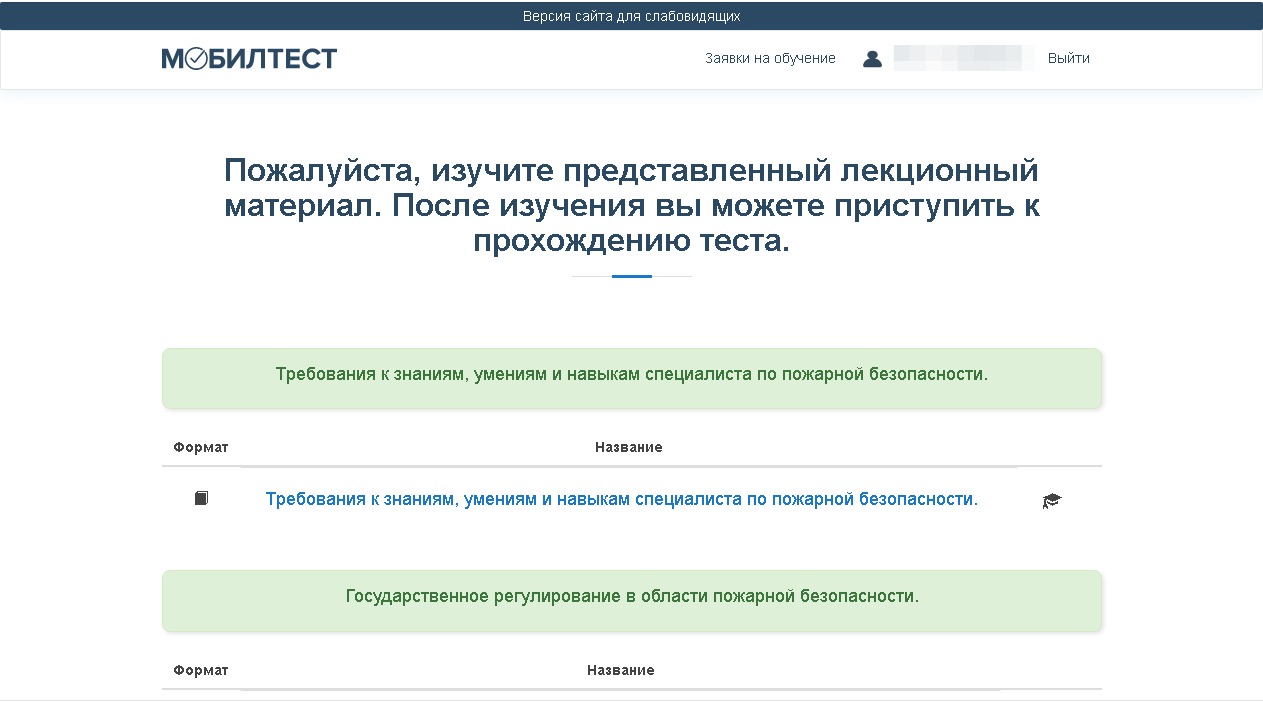 Версия сайта для слабовидящих
МОБИЛТЕСТ
Заявки на обучение
Выйти
Пожалуйста, изучите представленный лекционный
материал. После изучения вы можете приступить к
прохождению теста.
Требования к знаниям, умениям и навыкам специалиста по пожарной безопасности.
Формат Название
Требования к знаниям, умениям и навыкам специалиста по пожарной безопасности.
Государственное регулирование в области пожарной безопасности.
Формат Название